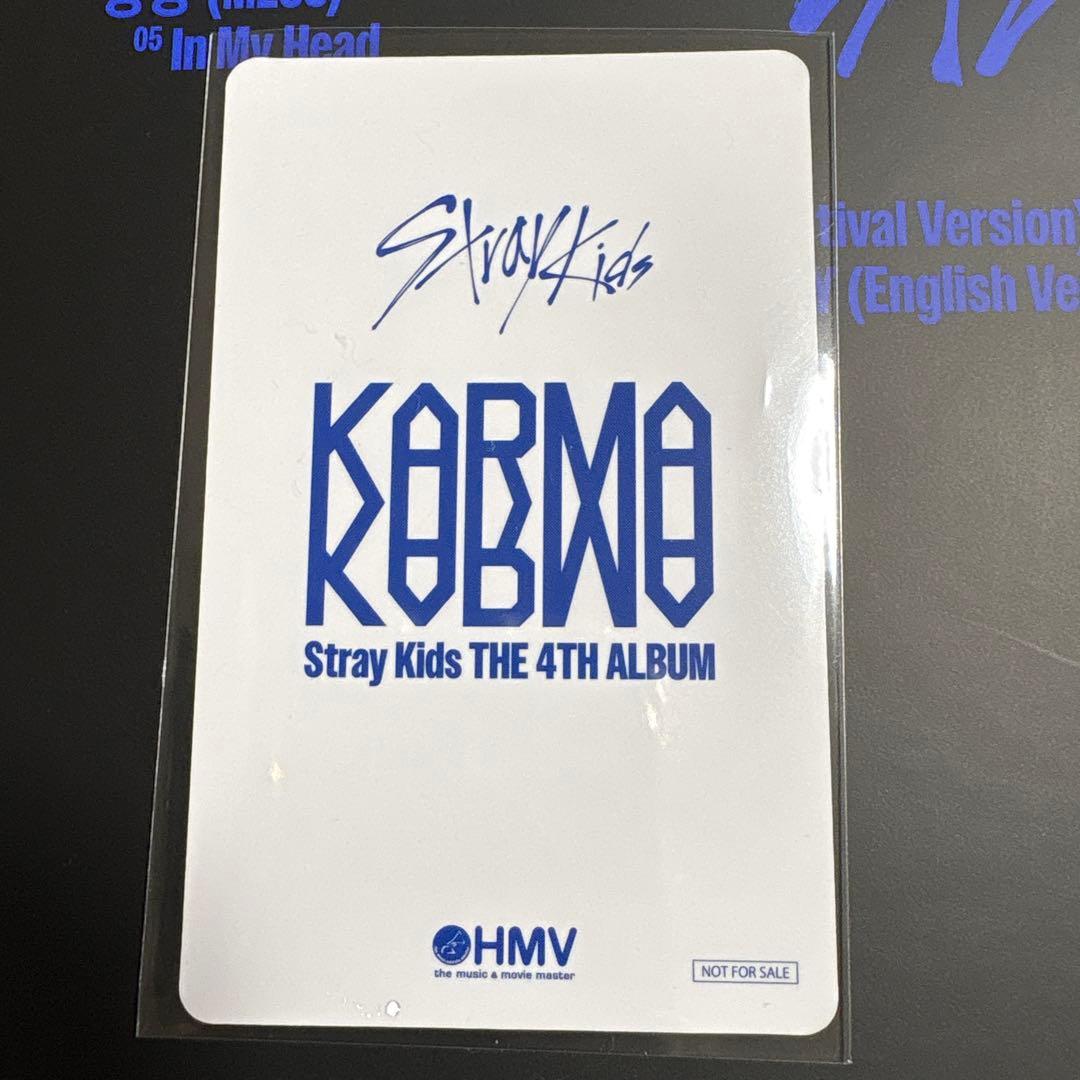 05 In My Head
tival Version)
(English Ve
Stray Kids
KARMA
KARMA
Stray Kids THE 4TH ALBUM
HMV
the music & movie master
NOT FOR SALE